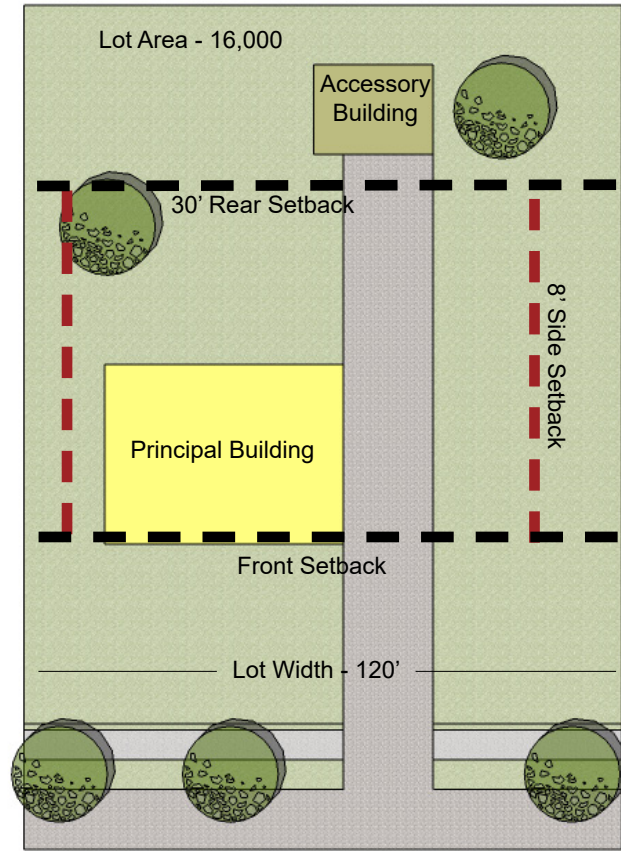 Lot Area - 16,000
Accessory
Building
30’ Rear Setback
8’ Side Setback
Principal Building
Front Setback
Lot Width - 120’